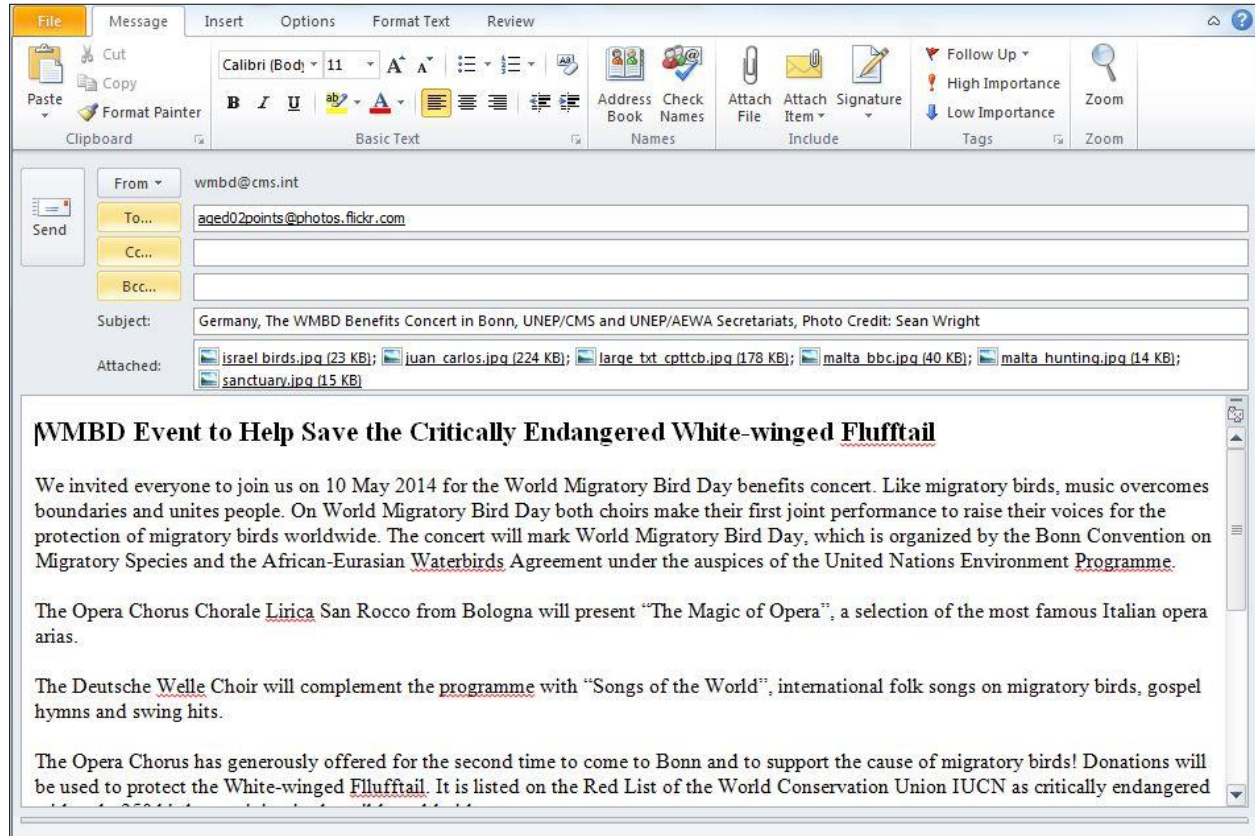 File Message Insert Options Format Text Review
Cut
Copy
Format Painter
Paste
Clipboard
Calibri (Body 11
B I U
Basic Text
Address Book
Check Names
Names
Attach File
Attach Item
Signature
Include
Follow Up
High Importance
Low Importance
Tags
Zoom
Zoom
Send
From wmbd@cms.int
To... aged02points@photos.flickr.com
Cc...
Bcc...
Subject: Germany, The WMBD Benefits Concert in Bonn, UNEP/CMS and UNEP/AEWA Secretariats, Photo Credit: Sean Wright
Attached: israel birds.jpg (23 KB); juan_carlos.jpg (224 KB); large_txt_cpttcb.jpg (178 KB); malta_bbc.jpg (40 KB); malta_hunting.jpg (14 KB);
sanctuary.jpg (15 KB)
WMBD Event to Help Save the Critically Endangered White-winged Flufftail
We invited everyone to join us on 10 May 2014 for the World Migratory Bird Day benefits concert. Like migratory birds, music overcomes
boundaries and unites people. On World Migratory Bird Day both choirs make their first joint performance to raise their voices for the
protection of migratory birds worldwide. The concert will mark World Migratory Bird Day, which is organized by the Bonn Convention on
Migratory Species and the African-Eurasian Waterbirds Agreement under the auspices of the United Nations Environment Programme.
The Opera Chorus Chorale Lirica San Rocco from Bologna will present “The Magic of Opera”, a selection of the most famous Italian opera
arias.
The Deutsche Welle Choir will complement the programme with “Songs of the World”, international folk songs on migratory birds, gospel
hymns and swing hits.
The Opera Chorus has generously offered for the second time to come to Bonn and to support the cause of migratory birds! Donations will
be used to protect the White-winged Fllufftail. It is listed on the Red List of the World Conservation Union IUCN as critically endangered